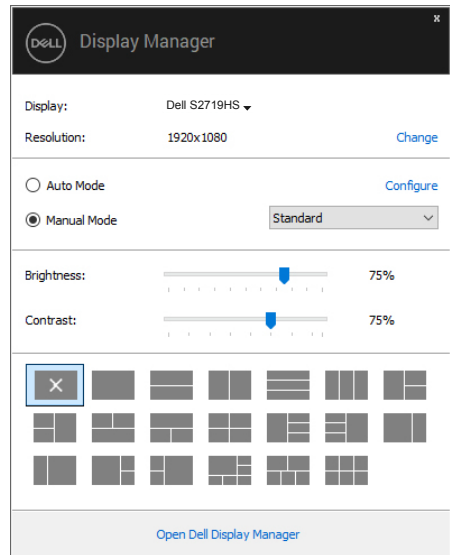 x
DELL Display Manager
Display: Dell S2719HS
Resolution: 1920x1080 Change
Auto Mode Configure
Manual Mode Standard
Brightness: 75%
Contrast: 75%
Open Dell Display Manager